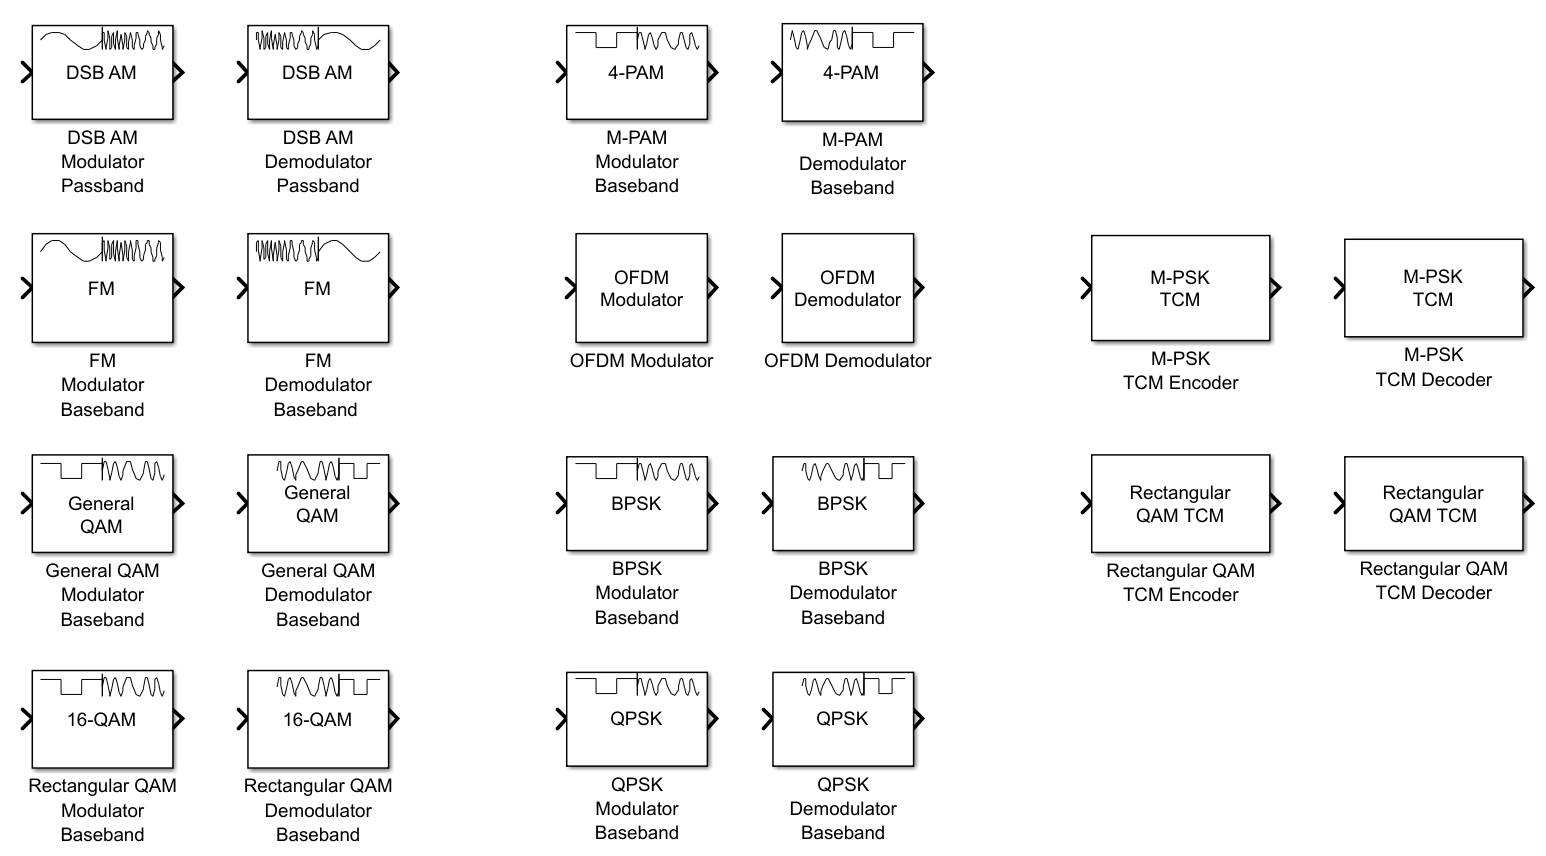 DSB AM
DSB AM
Modulator
Passband
DSB AM
DSB AM
Demodulator
Passband
4-PAM
M-PAM
Modulator
Baseband
4-PAM
M-PAM
Demodulator
Baseband
FM
FM
Modulator
Baseband
FM
FM
Demodulator
Baseband
OFDM
Modulator
OFDM Modulator
OFDM
Demodulator
OFDM Demodulator
M-PSK
TCM
M-PSK
TCM Encoder
M-PSK
TCM
M-PSK
TCM Decoder
General
QAM
General QAM
Modulator
Baseband
General
QAM
General QAM
Demodulator
Baseband
BPSK
BPSK
Modulator
Baseband
BPSK
BPSK
Demodulator
Baseband
Rectangular
QAM TCM
Rectangular QAM
TCM Encoder
Rectangular
QAM TCM
Rectangular QAM
TCM Decoder
16-QAM
Rectangular QAM
Modulator
Baseband
16-QAM
Rectangular QAM
Demodulator
Baseband
QPSK
QPSK
Modulator
Baseband
QPSK
QPSK
Demodulator
Baseband